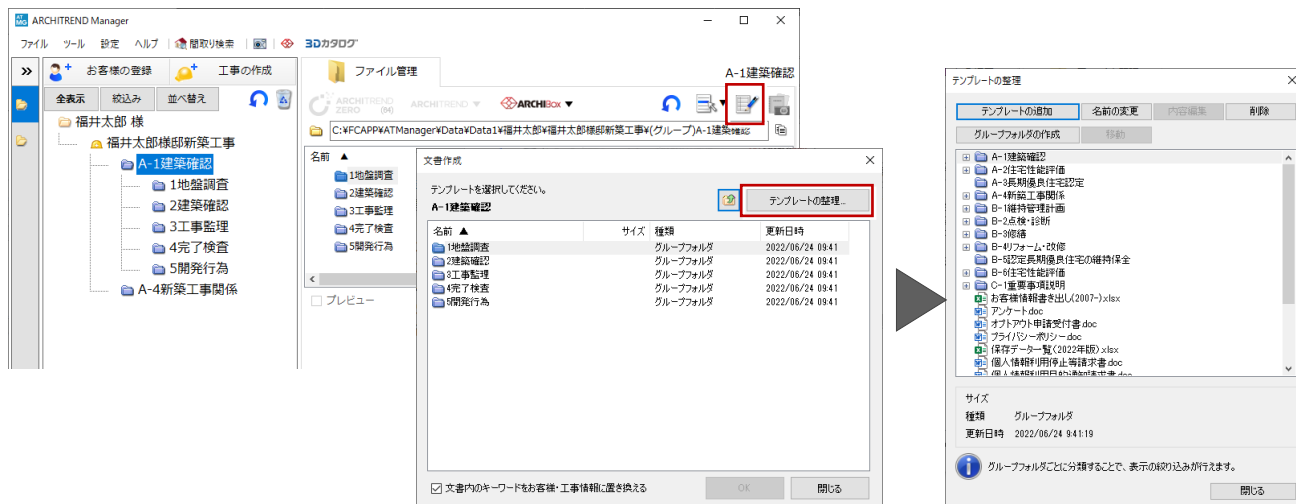 ARCHITREND Manager
ファイル ツール 設定 ヘルプ 間取り検索 3Dカタログ
お客様の登録 工事の作成
全表示 絞込み 並べ替え
福井太郎 様
福井太郎様邸新築工事
A-1建築確認
1地盤調査
2建築確認
3工事監理
4完了検査
5開発行為
A-4新築工事関係
ファイル管理
A-1建築確認
ARCHITREND ZERO (64) ARCHITREND ARCHIBox
C:¥FCAPP¥ATManager¥Data¥Data1¥福井太郎¥福井太郎様邸新築工事¥(グループ)A-1建築確認
名前
1地盤調査
2建築確認
3工事監理
4完了検査
5開発行為
プレビュー
文書作成
テンプレートを選択してください。
A-1建築確認
テンプレートの整理...
名前 サイズ 種類 更新日時
1地盤調査 グループフォルダ 2022/06/24 09:41
2建築確認 グループフォルダ 2022/06/24 09:41
3工事監理 グループフォルダ 2022/06/24 09:41
4完了検査 グループフォルダ 2022/06/24 09:41
5開発行為 グループフォルダ 2022/06/24 09:41
文書内のキーワードをお客様・工事情報に置き換える
OK 閉じる
テンプレートの整理
テンプレートの追加 名前の変更 内容編集 削除
グループフォルダの作成 移動
A-1建築確認
A-2住宅性能評価
A-3長期優良住宅認定
A-4新築工事関係
B-1維持管理計画
B-2点検・診断
B-3修繕
B-4リフォーム・改修
B-5認定長期優良住宅の維持保全
B-6住宅性能評価
C-1重要事項説明
お客様情報書き出し(2007-).xlsx
アンケート.doc
オプトアウト申請受付書.doc
プライバシーポリシー.doc
保存データ一覧(2022年版).xlsx
個人情報利用停止等請求書.doc
個人情報利用目的通知請求書.doc
サイズ
種類 グループフォルダ
更新日時 2022/06/24 9:41:19
グループフォルダごとに分類することで、表示の絞り込みが行えます。
閉じる